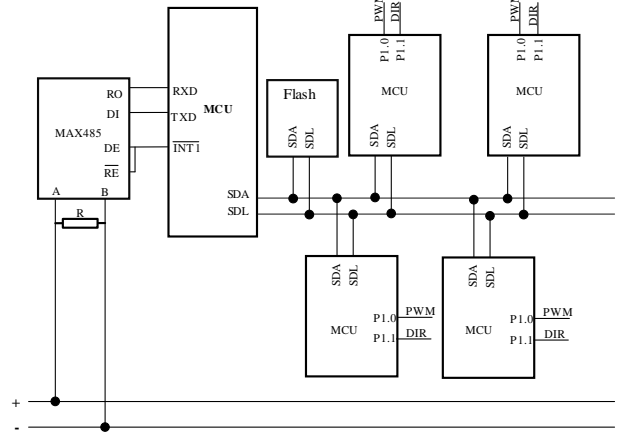 PWM
DIR
PWM
DIR
P1.0
P1.1
P1.0
P1.1
RO
RXD
MCU
Flash
MCU
MCU
DI
TXD
MAX485
DE
INT1
RE
SDA
SDL
SDA
SDL
SDA
SDL
A
B
SDA
R
SDL
SDA
SDL
SDA
SDL
P1.0
PWM
P1.0
PWM
MCU
P1.1
DIR
MCU
P1.1
DIR
+
-